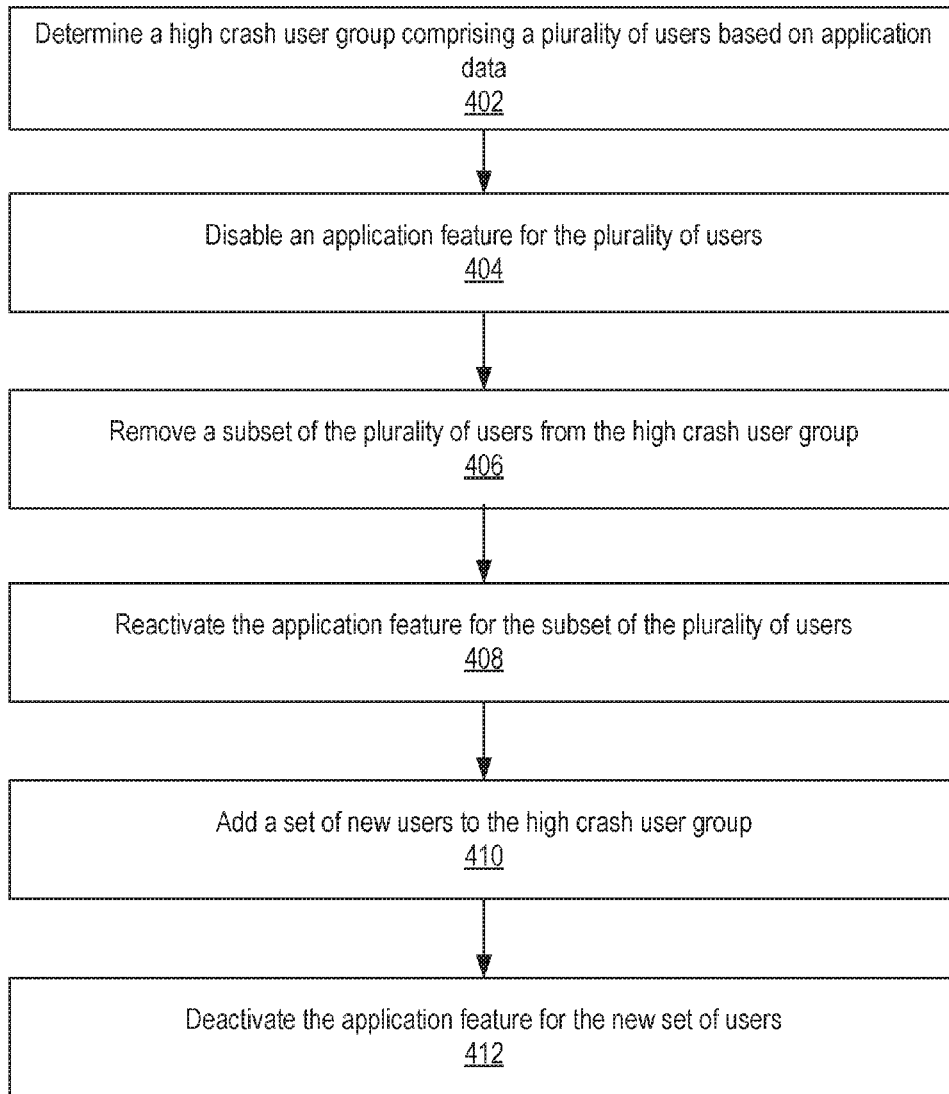 Determine a high crash user group comprising a plurality of users based on application
data
402
Disable an application feature for the plurality of users
404
Remove a subset of the plurality of users from the high crash user group
406
Reactivate the application feature for the subset of the plurality of users
408
Add a set of new users to the high crash user group
410
Deactivate the application feature for the new set of users
412